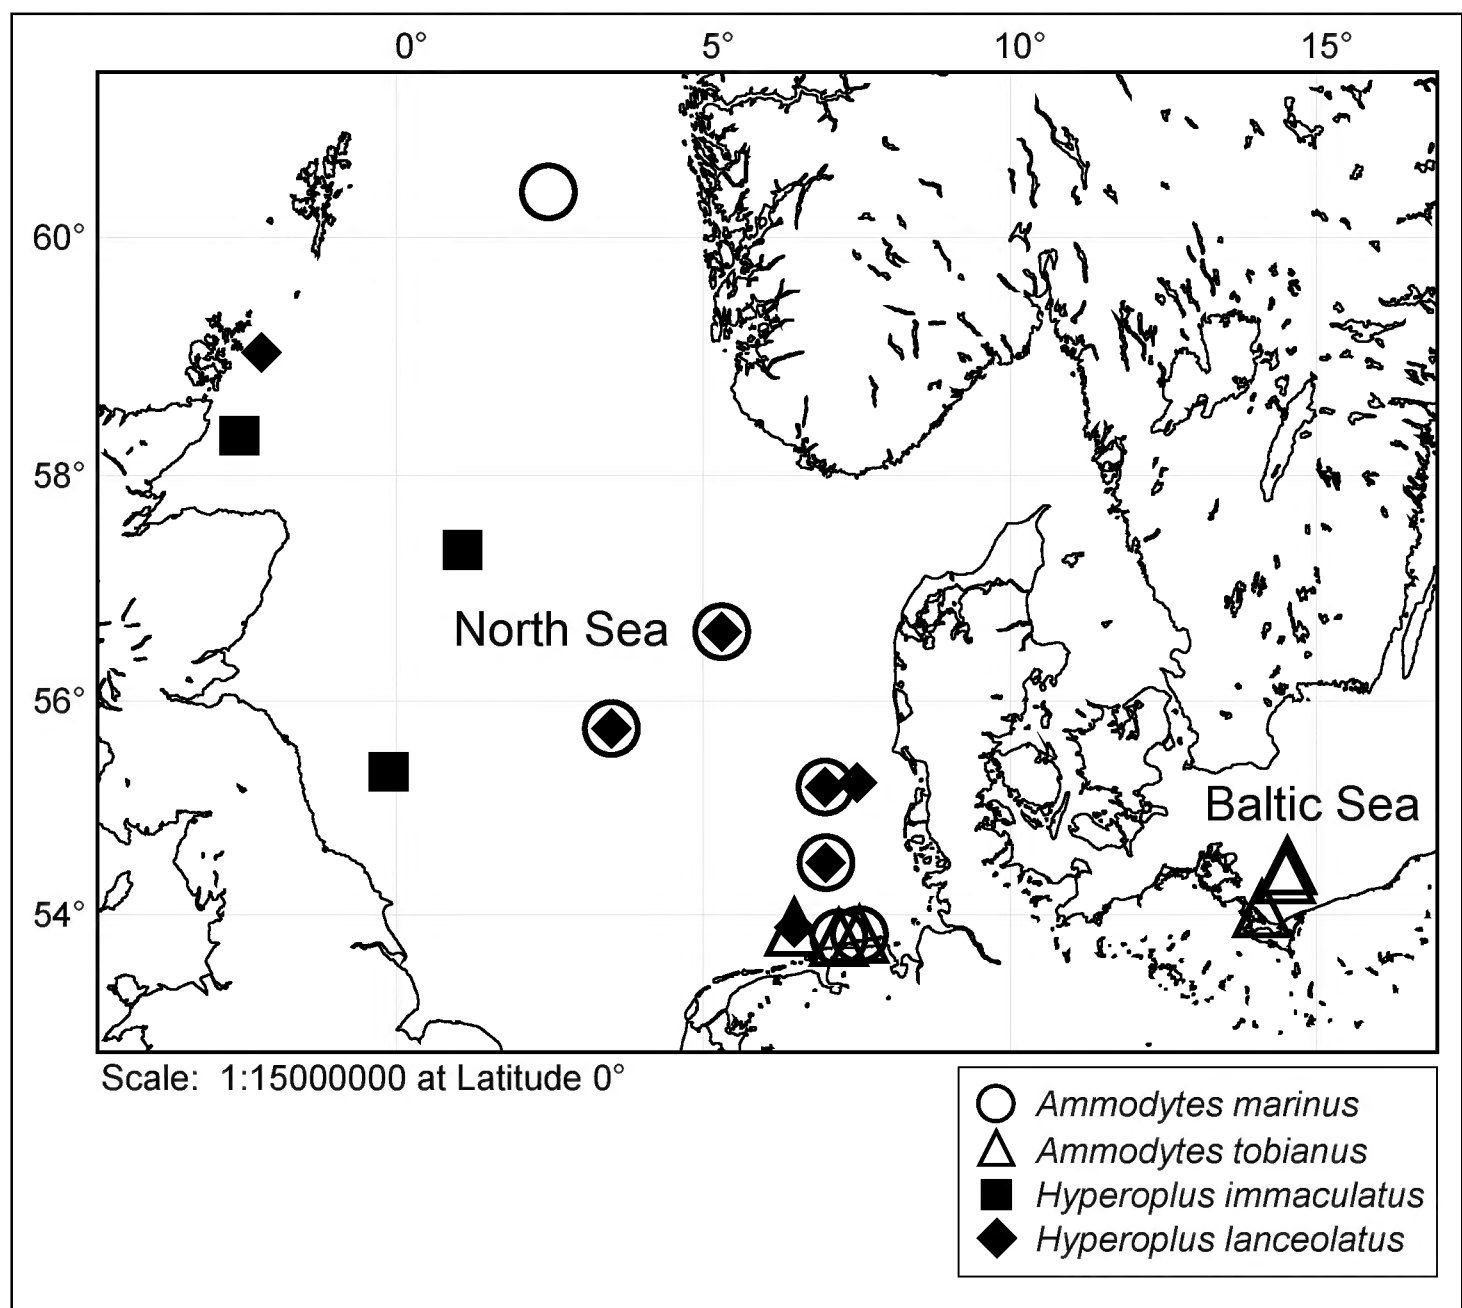 0° 5° 10° 15°
60°
58°
North Sea
56°
Baltic Sea
54°
Scale: 1:15000000 at Latitude 0°
Ammodytes marinus
Ammodytes tobianus
Hyperoplus immaculatus
Hyperoplus lanceolatus